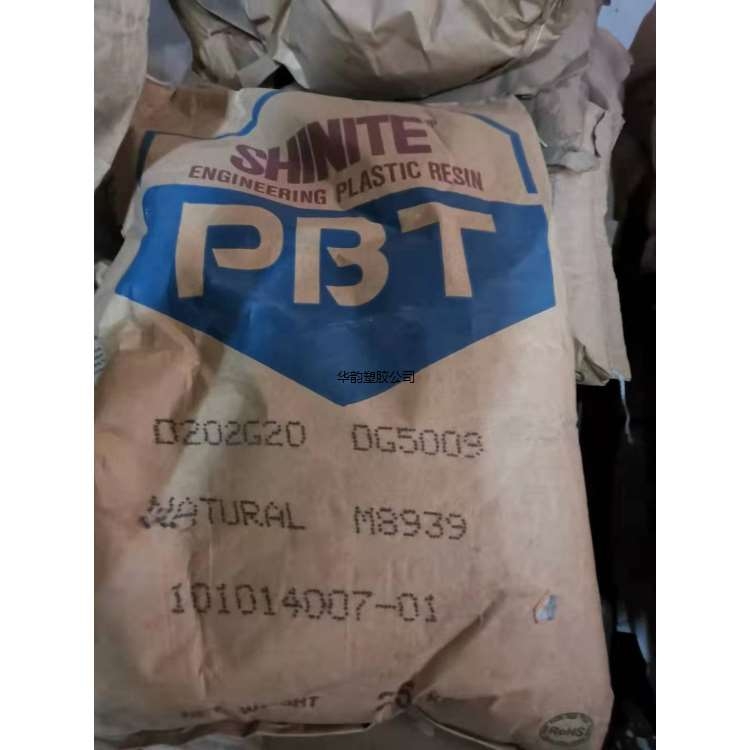 SHINITE
ENGINEERING PLASTIC RESIN
PBT
华韵塑胶公司
D202G20 DG5009
NATURAL M8939
101014007-01
RoHS